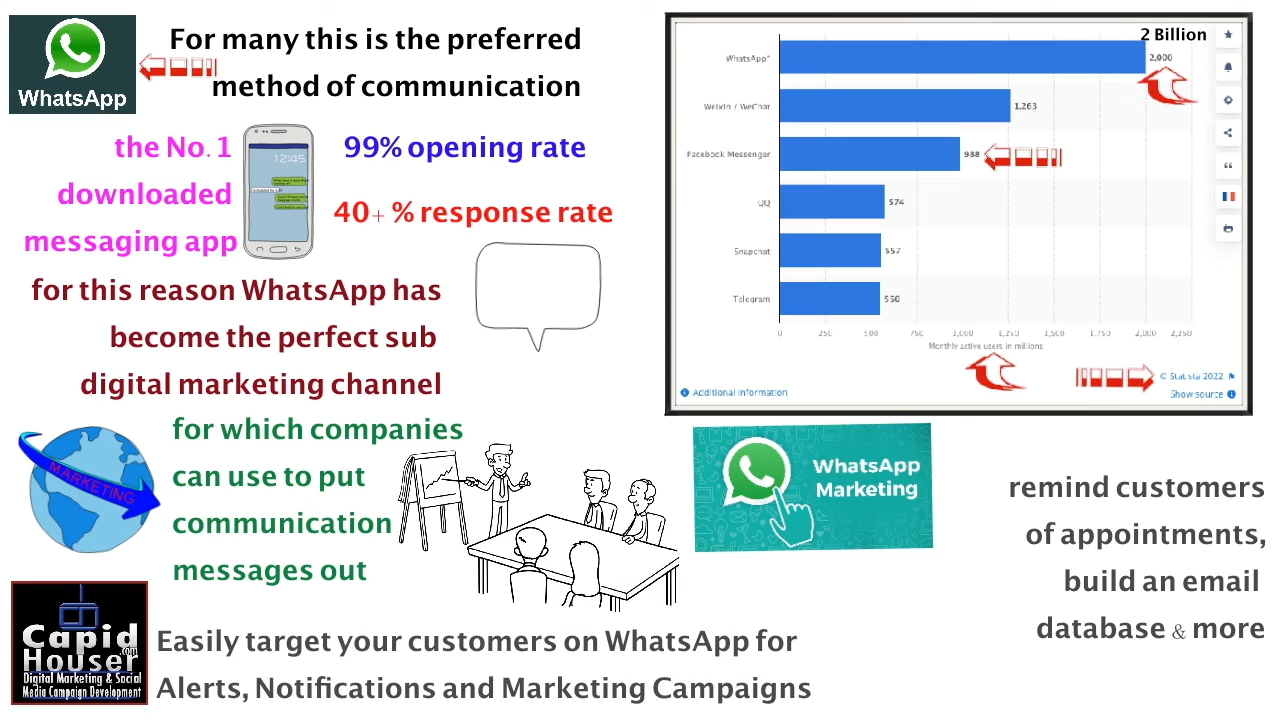 WhatsApp
For many this is the preferred
method of communication
the No. 1
downloaded
messaging app
12:45
99% opening rate
40+ % response rate
for this reason WhatsApp has
become the perfect sub
digital marketing channel
MARKETING
for which companies
can use to put
communication
messages out
Capid
Houser
.com
Digital Marketing & Social
Media Campaign Development
Easily target your customers on WhatsApp for
Alerts, Notifications and Marketing Campaigns
2 Billion
WhatsApp*
2,000
Weixin / WeChat
1,263
Facebook Messenger
988
QQ
574
Snapchat
557
Telegram
550
0 250 500 750 1,000 1,250 1,500 1,750 2,000 2,250
Monthly active users in millions
© Statista 2022
Additional Information
Show source
WhatsApp
Marketing
remind customers
of appointments,
build an email
database & more